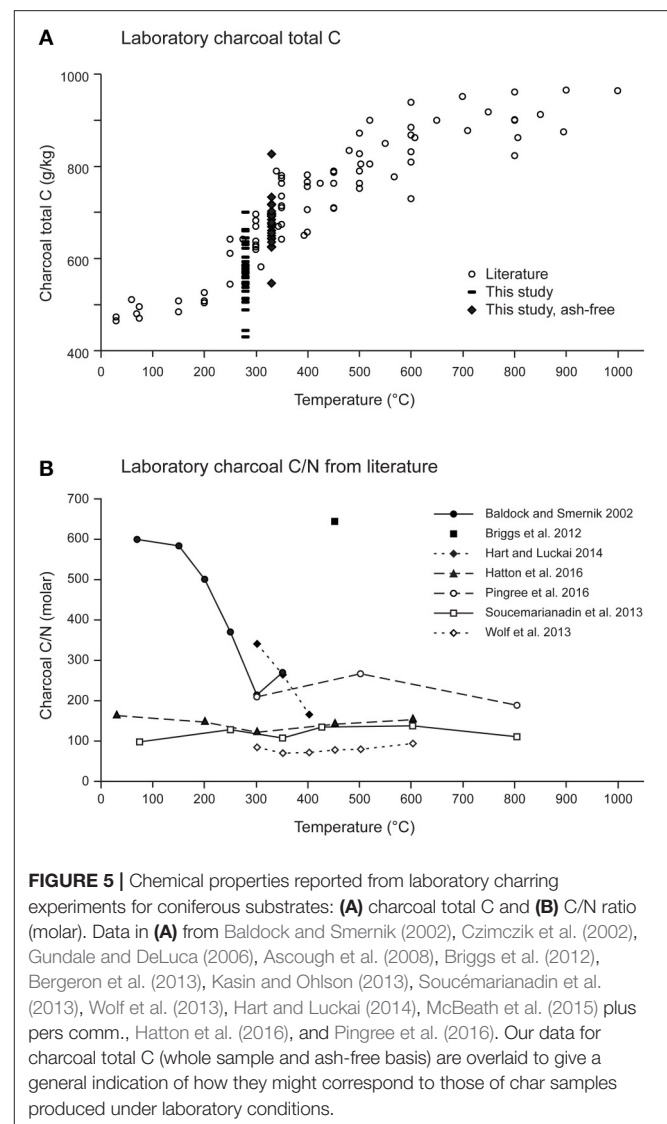 A Laboratory charcoal total C
1000
800
600
400
Charcoal total C (g/kg)
Literature
This study
This study, ash-free
0 100 200 300 400 500 600 700 800 900 1000
Temperature (°C)
B Laboratory charcoal C/N from literature
700
600
500
400
300
200
100
0
Charcoal C/N (molar)
Baldock and Smernik 2002
Briggs et al. 2012
Hart and Luckai 2014
Hatton et al. 2016
Pingree et al. 2016
Soucemarianadin et al. 2013
Wolf et al. 2013
0 100 200 300 400 500 600 700 800 900 1000
Temperature (°C)
FIGURE 5 | Chemical properties reported from laboratory charring
experiments for coniferous substrates: (A) charcoal total C and (B) C/N ratio
(molar). Data in (A) from Baldock and Smernik (2002), Czimczik et al. (2002),
Gundale and DeLuca (2006), Ascough et al. (2008), Briggs et al. (2012),
Bergeron et al. (2013), Kasin and Ohlson (2013), Soucémarianadin et al.
(2013), Wolf et al. (2013), Hart and Luckai (2014), McBeath et al. (2015) plus
pers comm., Hatton et al. (2016), and Pingree et al. (2016). Our data for
charcoal total C (whole sample and ash-free basis) are overlaid to give a
general indication of how they might correspond to those of char samples
produced under laboratory conditions.